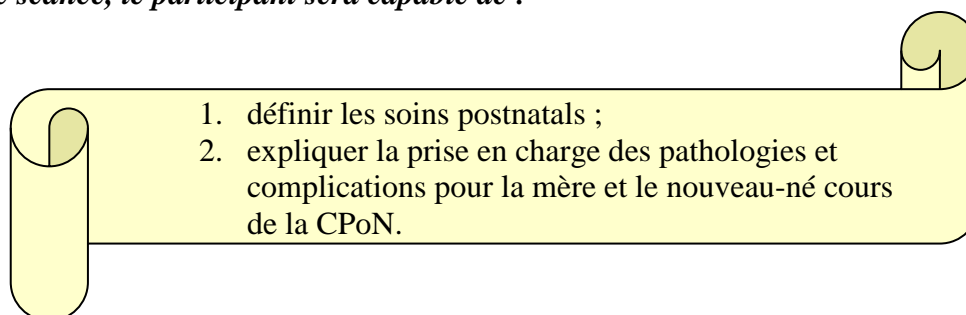 séance, le participant sera capable de :
1. définir les soins postnatals ;
2. expliquer la prise en charge des pathologies et
complications pour la mère et le nouveau-né cours
de la CPoN.